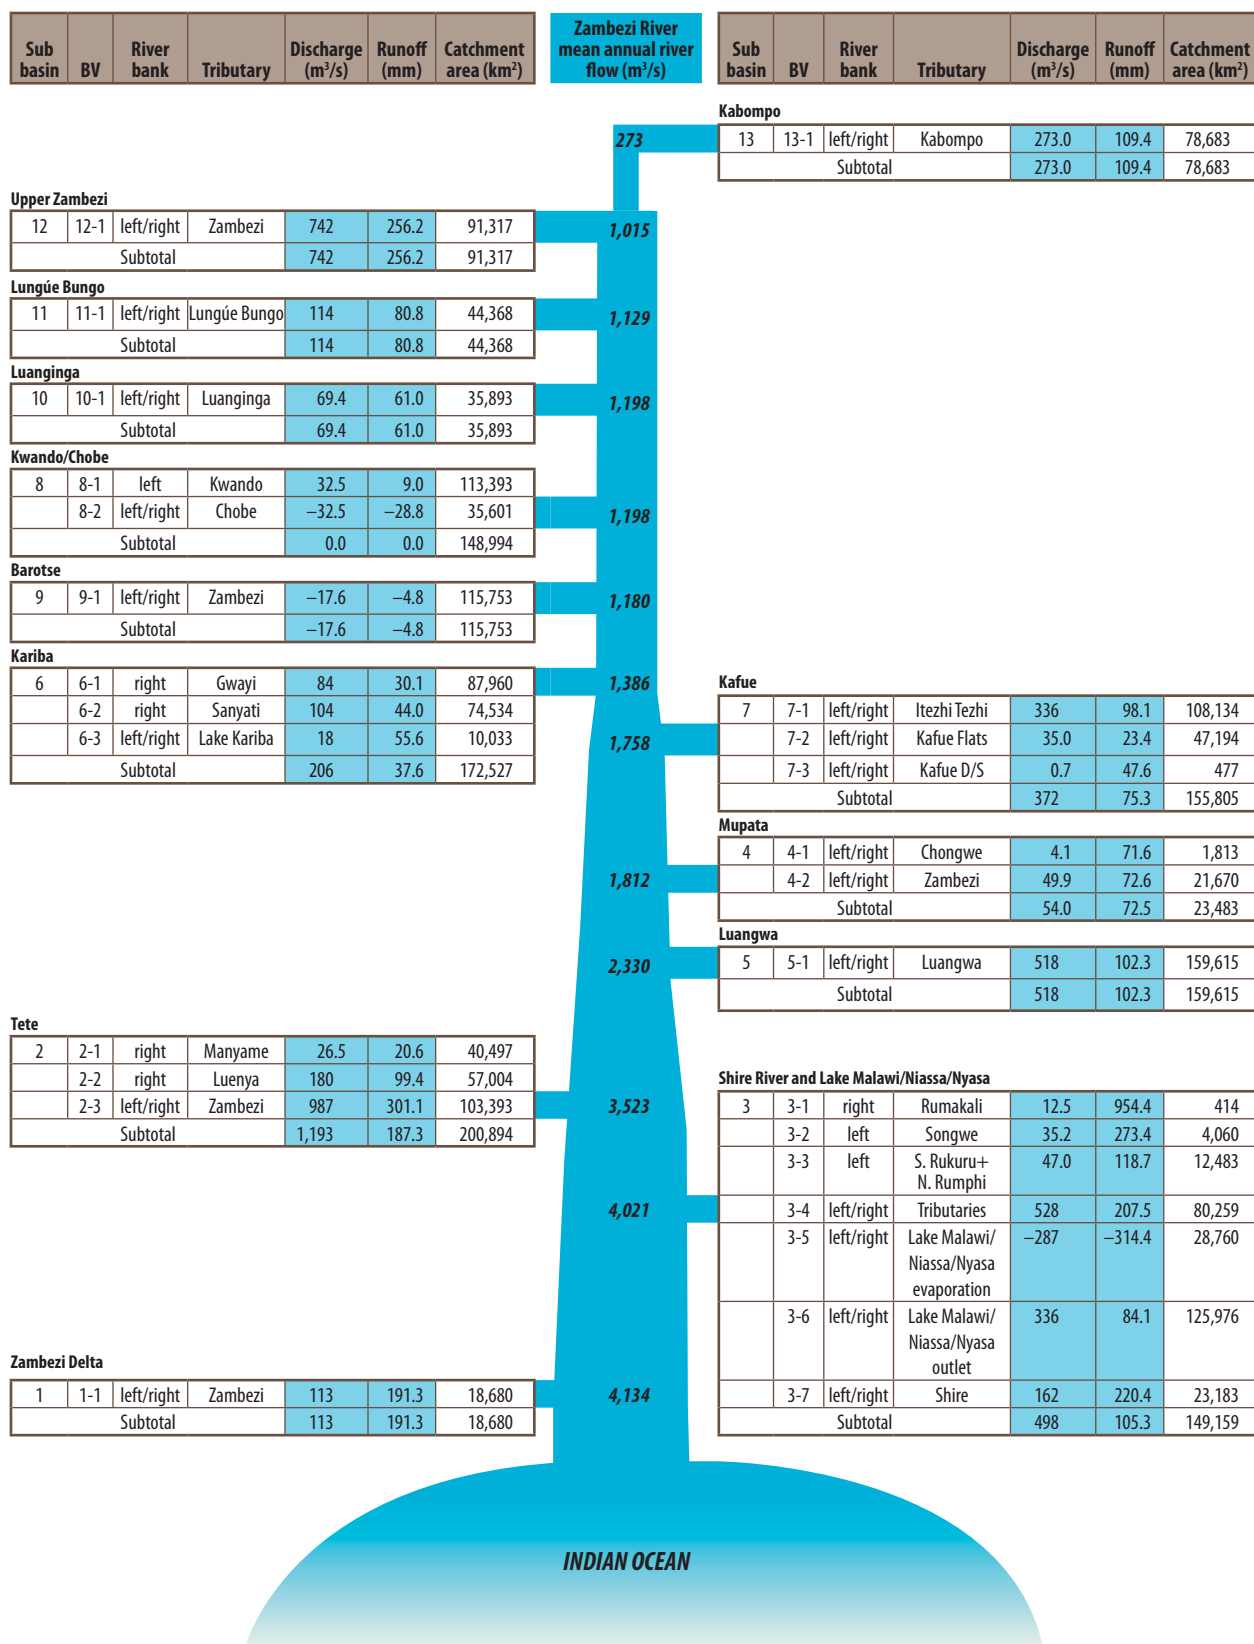 Sub basin BV River bank Tributary Discharge (m³/s) Runoff (mm) Catchment area (km²)
Zambezi River mean annual river flow (m³/s)
Sub basin BV River bank Tributary Discharge (m³/s) Runoff (mm) Catchment area (km²)
Kabompo
273
13 13-1 left/right Kabompo 273.0 109.4 78,683
Subtotal 273.0 109.4 78,683
Upper Zambezi
12 12-1 left/right Zambezi 742 256.2 91,317
1,015
Subtotal 742 256.2 91,317
Lungúe Bungo
11 11-1 left/right Lungúe Bungo 114 80.8 44,368
1,129
Subtotal 114 80.8 44,368
Luanginga
10 10-1 left/right Luanginga 69.4 61.0 35,893
1,198
Subtotal 69.4 61.0 35,893
Kwando/Chobe
8 8-1 left Kwando 32.5 9.0 113,393
8-2 left/right Chobe –32.5 –28.8 35,601
1,198
Subtotal 0.0 0.0 148,994
Barotse
9 9-1 left/right Zambezi –17.6 –4.8 115,753
1,180
Subtotal –17.6 –4.8 115,753
Kariba
6 6-1 right Gwayi 84 30.1 87,960
1,386
6-2 right Sanyati 104 44.0 74,534
6-3 left/right Lake Kariba 18 55.6 10,033
Subtotal 206 37.6 172,527
Kafue
7 7-1 left/right Itezhi Tezhi 336 98.1 108,134
1,758
7-2 left/right Kafue Flats 35.0 23.4 47,194
7-3 left/right Kafue D/S 0.7 47.6 477
Subtotal 372 75.3 155,805
Mupata
4 4-1 left/right Chongwe 4.1 71.6 1,813
1,812
4-2 left/right Zambezi 49.9 72.6 21,670
Subtotal 54.0 72.5 23,483
Luangwa
2,330
5 5-1 left/right Luangwa 518 102.3 159,615
Subtotal 518 102.3 159,615
Tete
2 2-1 right Manyame 26.5 20.6 40,497
2-2 right Luenya 180 99.4 57,004
2-3 left/right Zambezi 987 301.1 103,393
3,523
Subtotal 1,193 187.3 200,894
Shire River and Lake Malawi/Niassa/Nyasa
3 3-1 right Rumakali 12.5 954.4 414
3-2 left Songwe 35.2 273.4 4,060
3-3 left S. Rukuru+ 47.0 118.7 12,483
N. Rumphi
4,021
3-4 left/right Tributaries 528 207.5 80,259
3-5 left/right Lake Malawi/ –287 –314.4 28,760
Niassa/Nyasa
evaporation
3-6 left/right Lake Malawi/ 336 84.1 125,976
Niassa/Nyasa
outlet
3-7 left/right Shire 162 220.4 23,183
Subtotal 498 105.3 149,159
Zambezi Delta
1 1-1 left/right Zambezi 113 191.3 18,680
4,134
Subtotal 113 191.3 18,680
INDIAN OCEAN